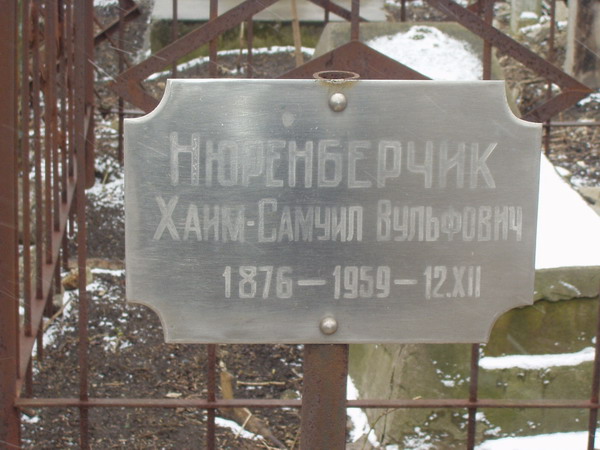 Нюренберчик
Хаим-Самуил Вульфович
1876-1959-12.XII